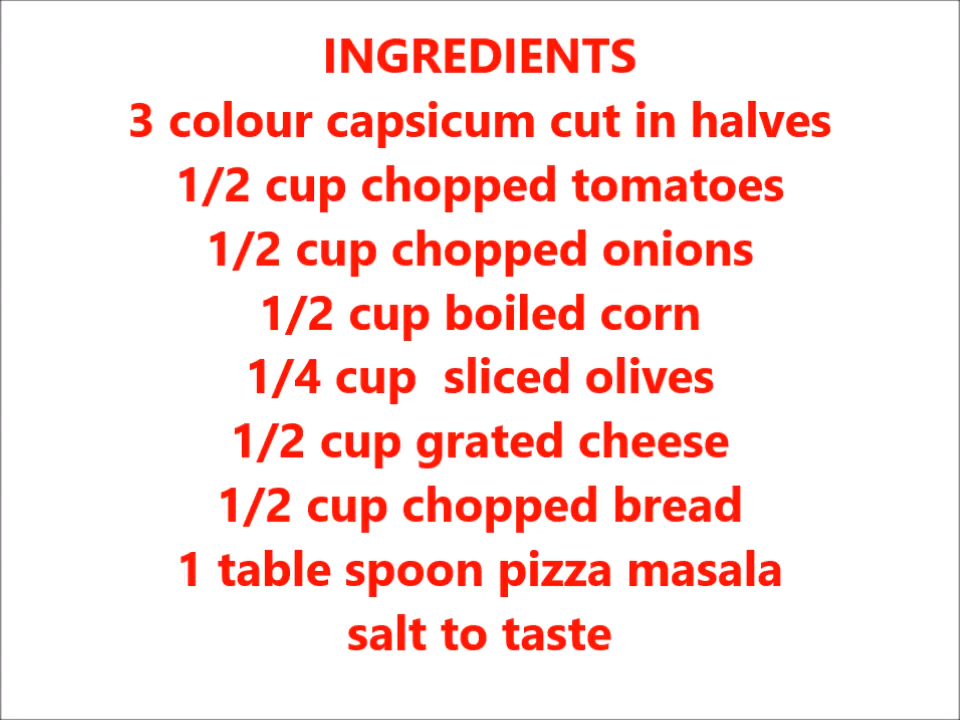 INGREDIENTS
3 colour capsicum cut in halves
1/2 cup chopped tomatoes
1/2 cup chopped onions
1/2 cup boiled corn
1/4 cup  sliced olives
1/2 cup grated cheese
1/2 cup chopped bread
1 table spoon pizza masala
salt to taste